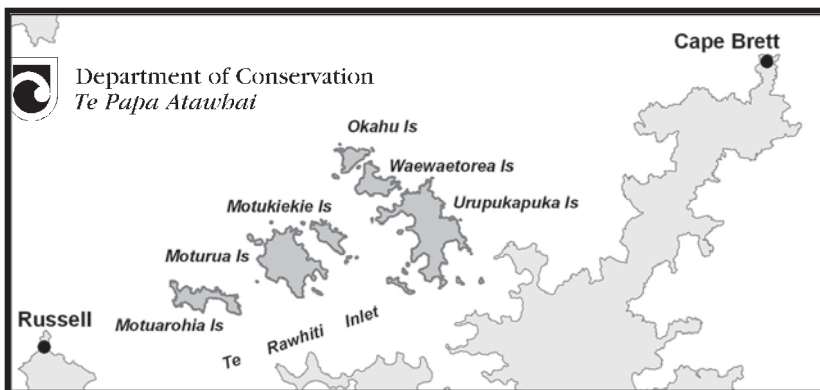 Cape Brett
Department of Conservation
Te Papa Atawhai
Okahu Is
Waewaetorea Is
Motukiekie Is
Urupukapuka Is
Moturua Is
Russell
Motuarohia Is
Te Rawhiti Inlet